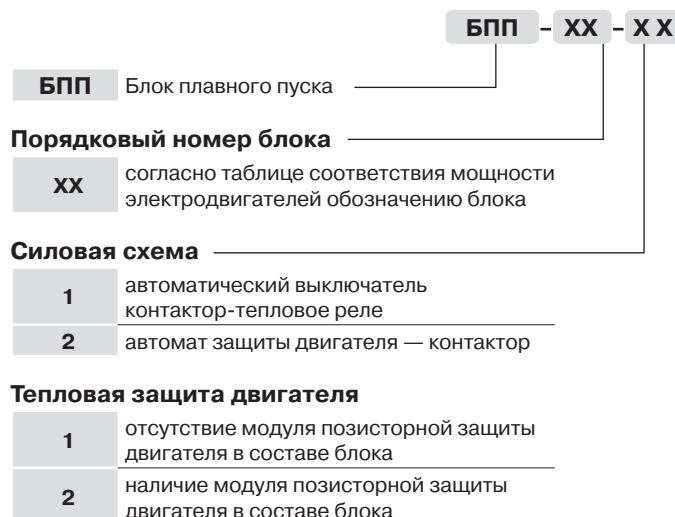 БПП – XX – X X
БПП Блок плавного пуска
Порядковый номер блока
XX согласно таблице соответствия мощности
электродвигателей обозначению блока
Силовая схема
1 автоматический выключатель
контактор-тепловое реле
2 автомат защиты двигателя — контактор
Тепловая защита двигателя
1 отсутствие модуля позисторной защиты
двигателя в составе блока
2 наличие модуля позисторной защиты
двигателя в составе блока